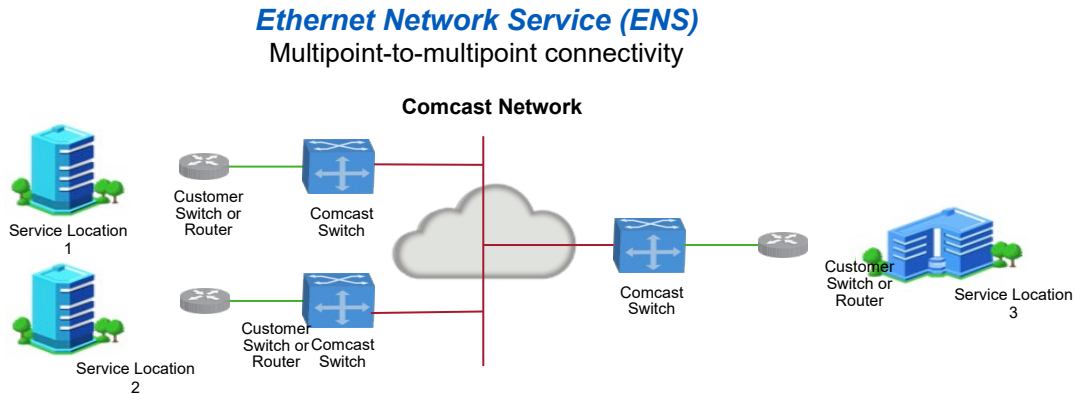 Ethernet Network Service (ENS)
Multipoint-to-multipoint connectivity
Comcast Network
Customer
Switch or
Router
Comcast
Switch
Service Location
1
Customer
Switch or
Router
Comcast
Switch
Service Location
2
Comcast
Switch
Customer
Switch or
Router
Service Location
3